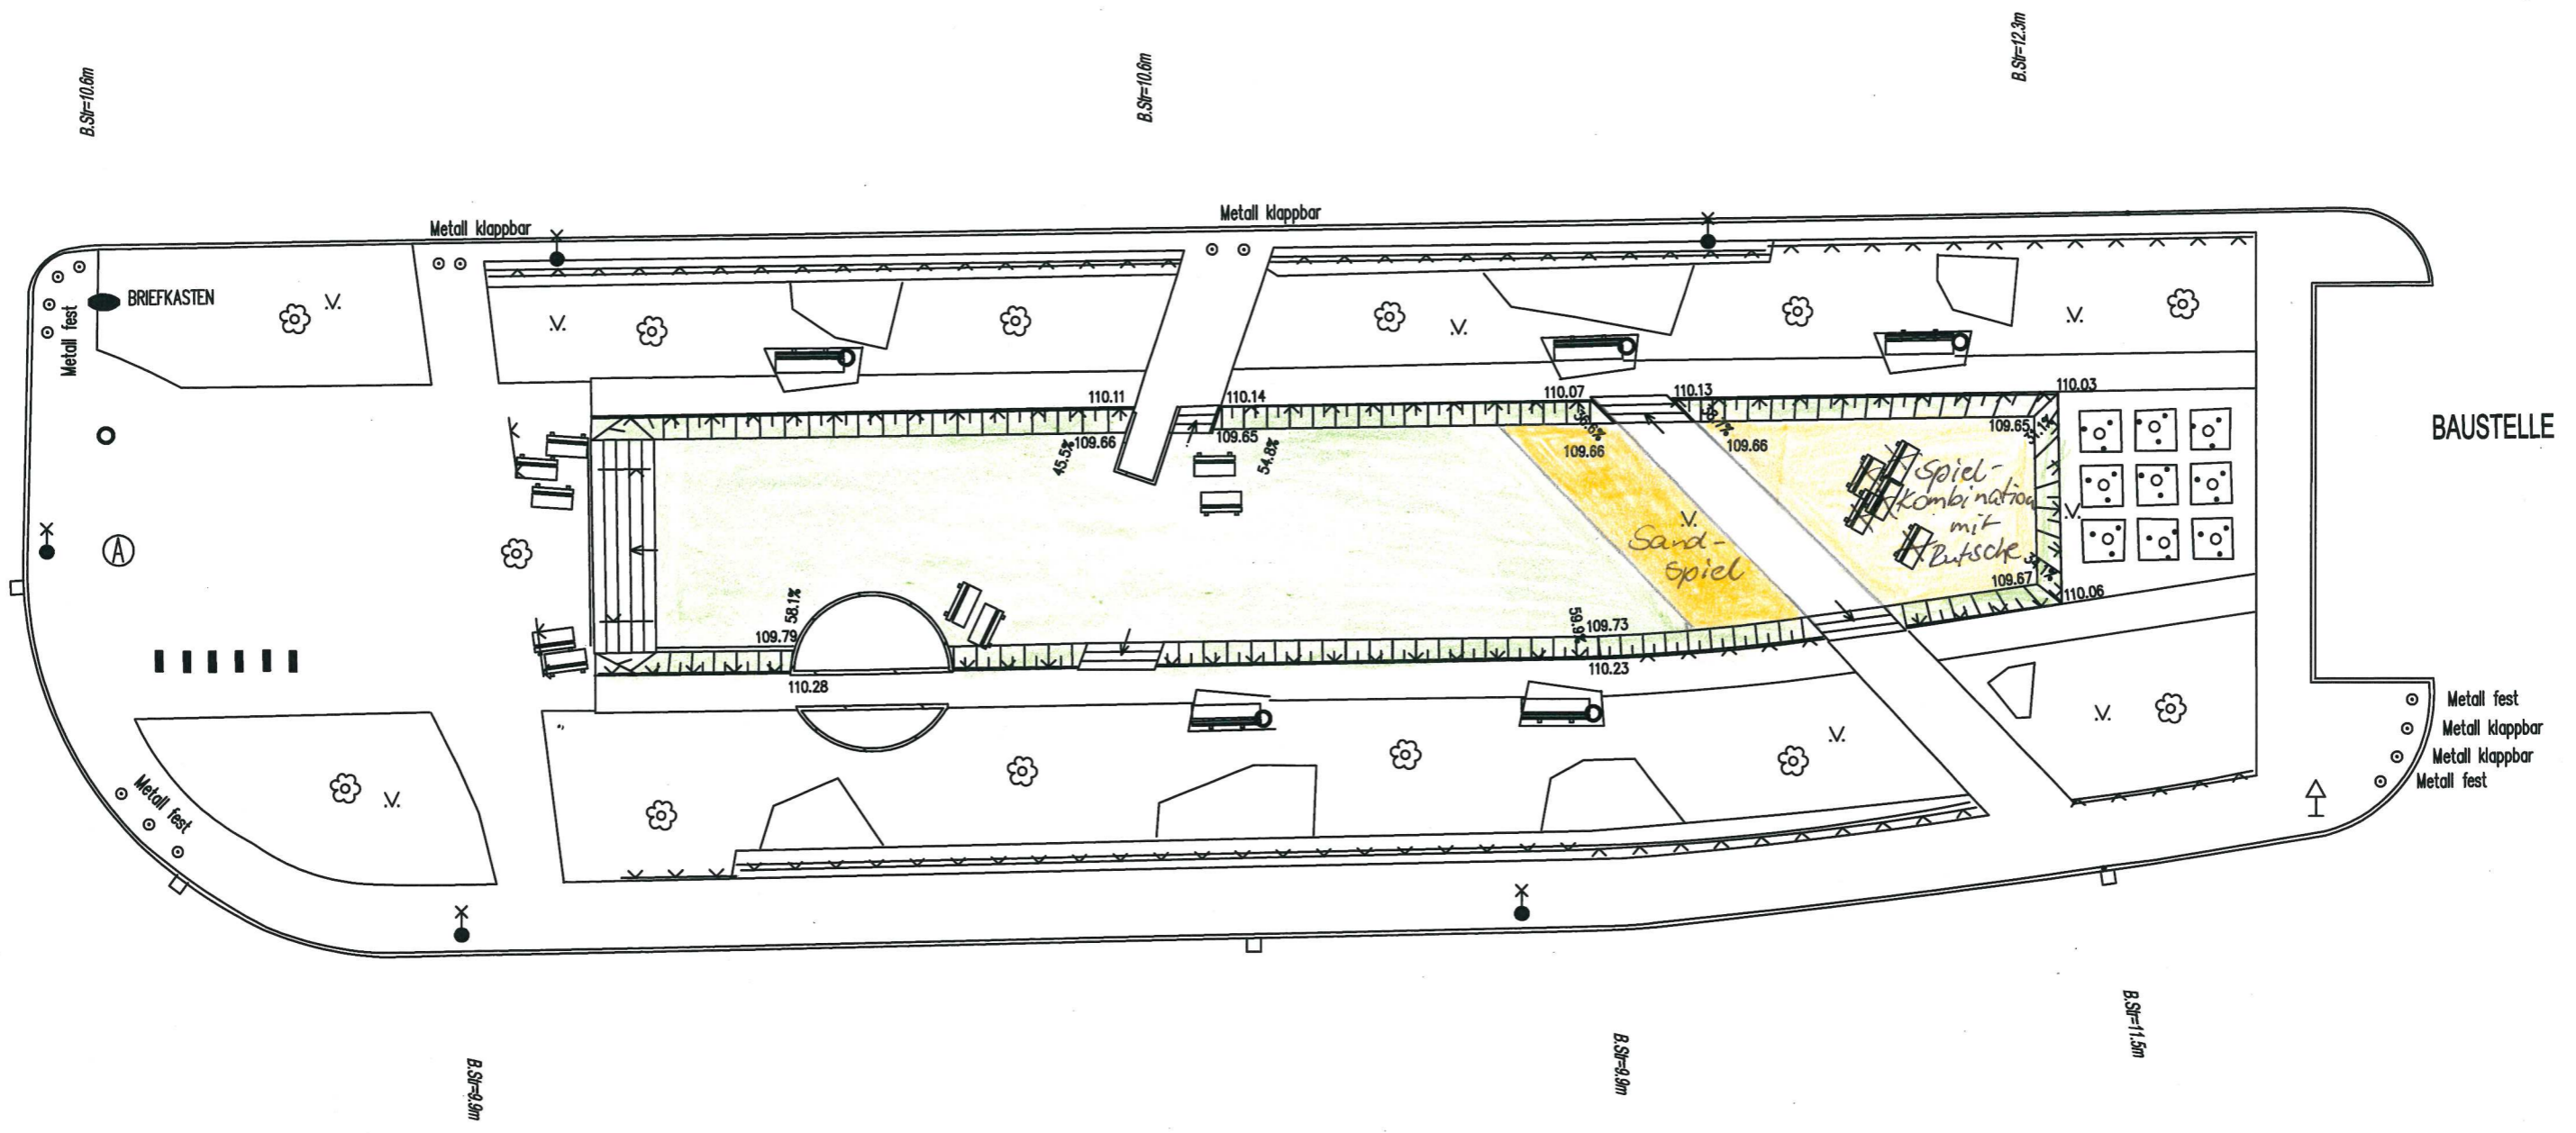 B.Str=10.6m
B.Str=10.6m
B.Str=12.3m
Metall klappbar
Metall klappbar
BRIEFKASTEN
Metall fest
110.11
110.14
110.07
110.13
110.03
109.66
109.65
109.66
109.66
109.65
45.5%
54.8%
BAUSTELLE
Spiel-
Kombination
mit
Rutsche
Sand-
spiel
A
58.1%
109.79
59.9%
109.73
109.67
110.06
110.28
110.23
Metall fest
Metall klappbar
Metall klappbar
Metall fest
Metall fest
B.Str=9.9m
B.Str=9.9m
B.Str=11.5m